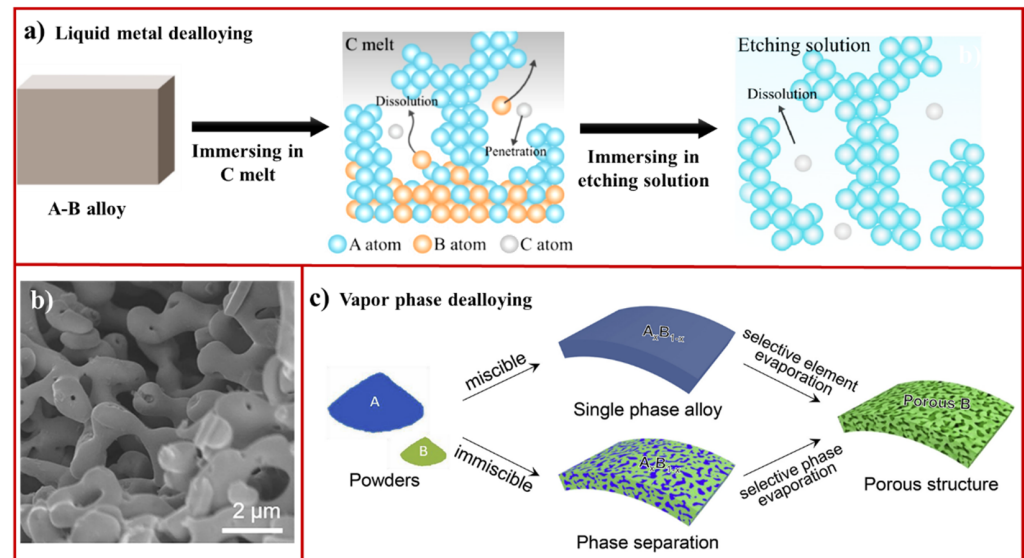 a) Liquid metal dealloying
A-B alloy
Immersing in
C melt
C melt
Dissolution
Penetration
A atom B atom C atom
Immersing in
etching solution
Etching solution
b)
Dissolution
b)
2 μm
c) Vapor phase dealloying
A
B
Powders
miscible
immiscible
AxB1-x
Single phase alloy
Phase separation
selective element
evaporation
selective phase
evaporation
Porous B
Porous structure